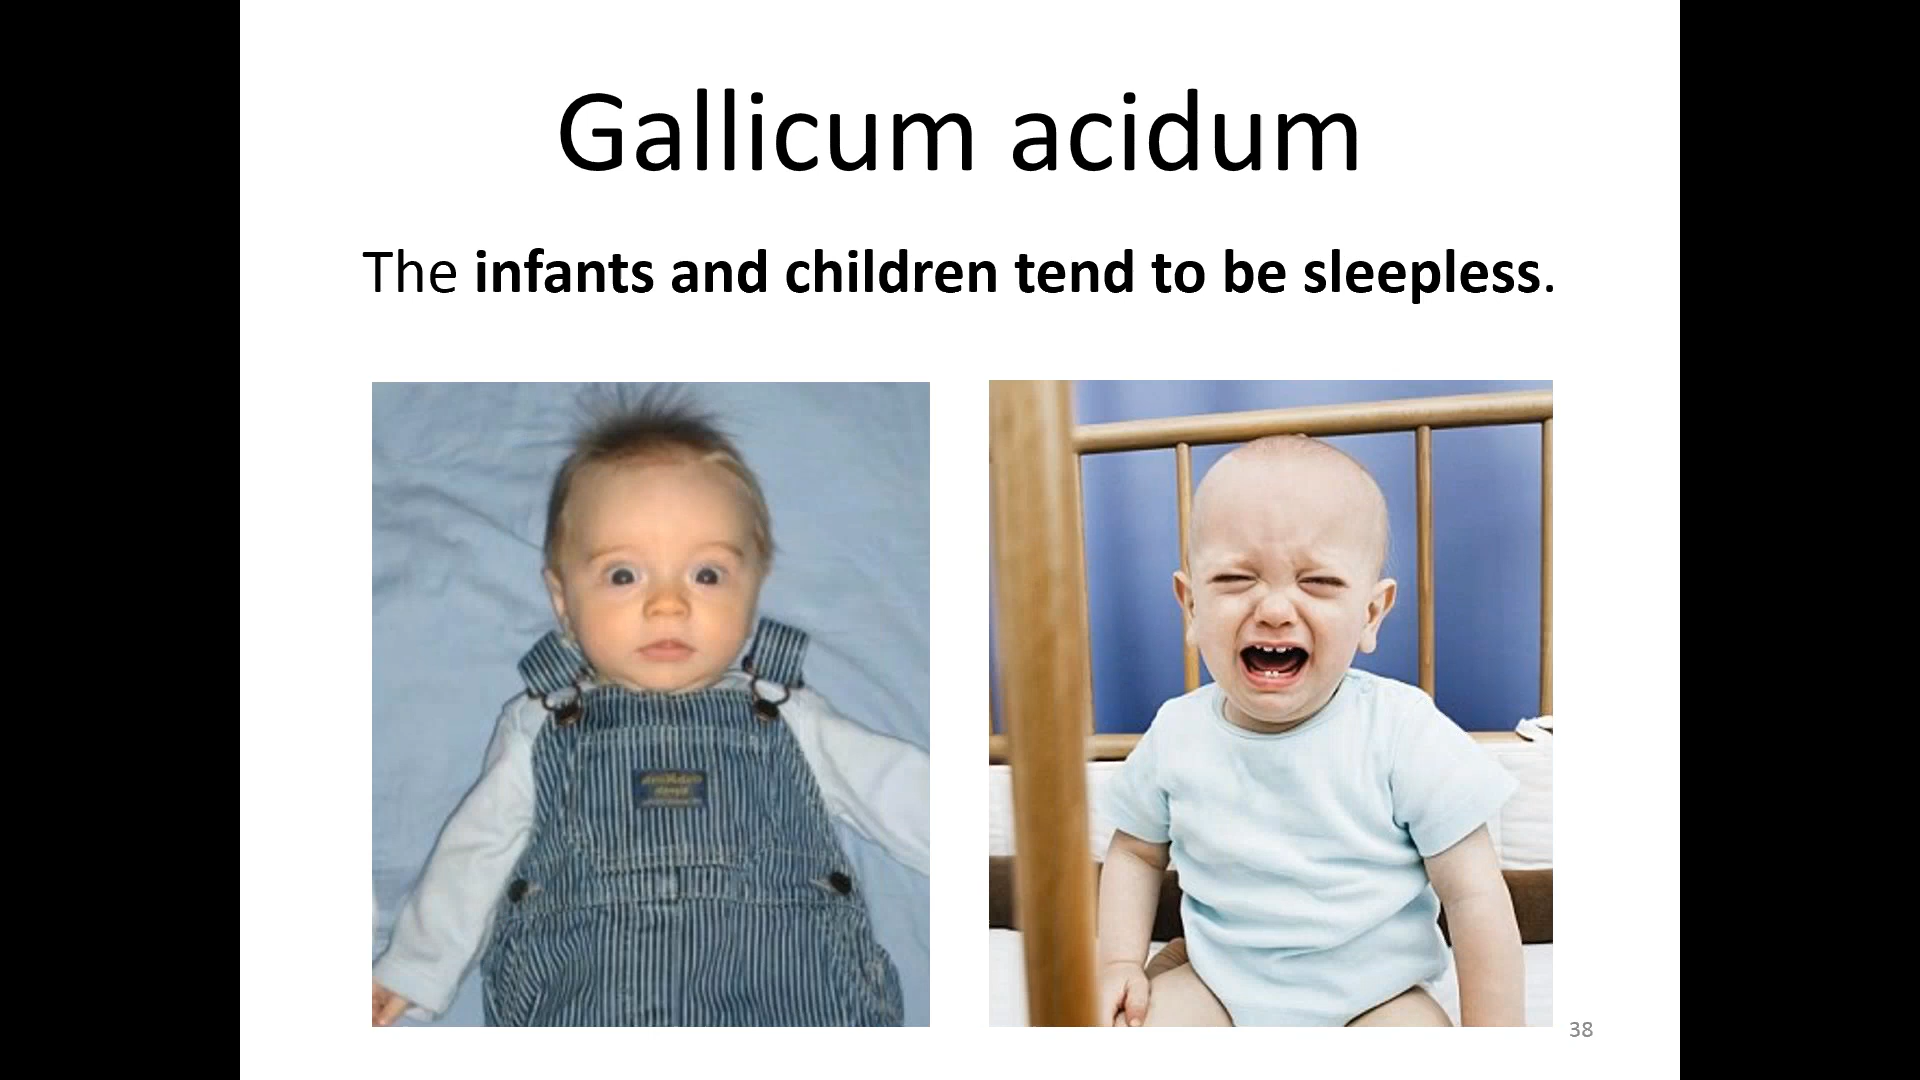 Gallicum acidum
The infants and children tend to be sleepless.
38